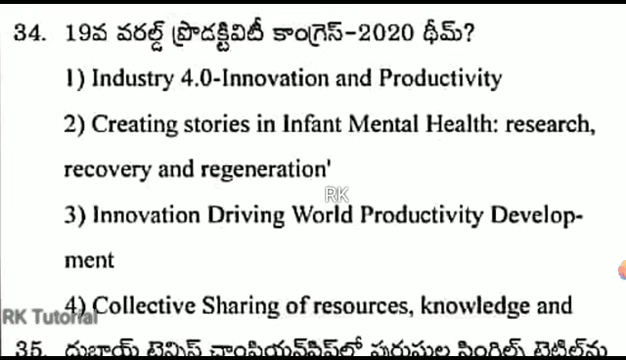 34. 19వ వరల్డ్ ప్రొడక్టివిటీ కాంగ్రెస్-2020 థీమ్?
1) Industry 4.0-Innovation and Productivity
2) Creating stories in Infant Mental Health: research,
recovery and regeneration'
RK
3) Innovation Driving World Productivity Develop-
ment
4) Collective Sharing of resources, knowledge and
RK Tutorial
35. దుబాయ్ టెన్నిస్ చాంపియన్‌షిప్‌లో పురుషుల సింగిల్స్ టైటిల్‌ను